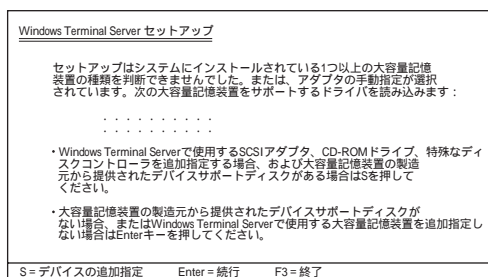 Windows Terminal Server セットアップ
セットアップはシステムにインストールされている1つ以上の大容量記憶
装置の種類を判断できませんでした。または、アダプタの手動指定が選択
されています。次の大容量記憶装置をサポートするドライバを読み込みます：
. . . . . . . . . .
. . . . . . . . . .
・Windows Terminal Serverで使用するSCSIアダプタ、CD-ROMドライブ、特殊なディ
スクコントローラを追加指定する場合、および大容量記憶装置の製造
元から提供されたデバイスサポートディスクがある場合はSを押して
ください。
・大容量記憶装置の製造元から提供されたデバイスサポートディスクが
ない場合、またはWindows Terminal Serverで使用する大容量記憶装置を追加指定し
ない場合はEnterキーを押してください。
S = デバイスの追加指定 Enter = 続行 F3 = 終了